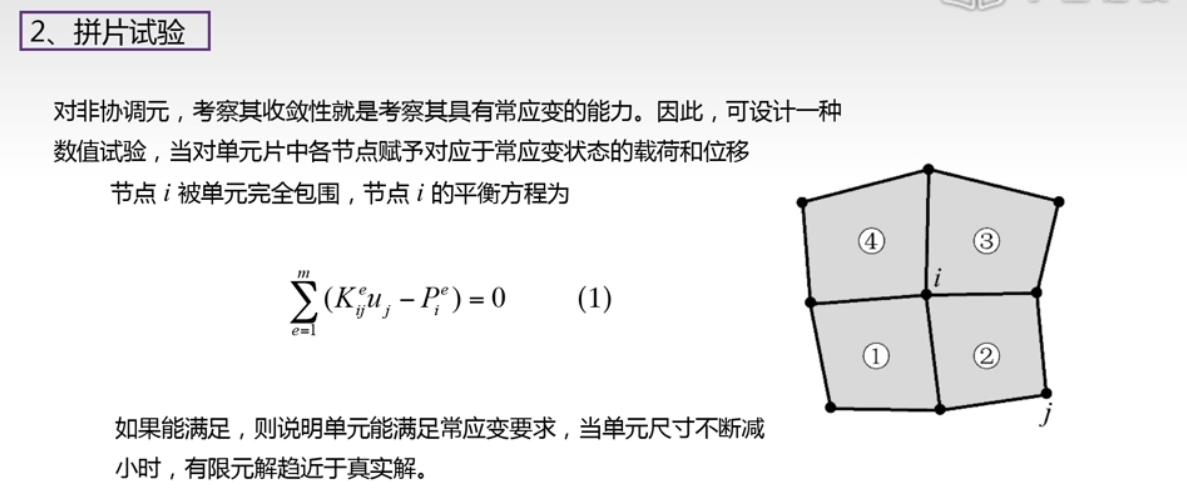 2、拼片试验
对非协调元，考察其收敛性就是考察其具有常应变的能力。因此，可设计一种
数值试验，当对单元片中各节点赋予对应于常应变状态的载荷和位移
节点 i 被单元完全包围，节点 i 的平衡方程为
④ ③
i
$\sum_{e=1}^{m}(K_{ij}^{e}u_{j}-P_{i}^{e})=0$ (1)
① ②
j
如果能满足，则说明单元能满足常应变要求，当单元尺寸不断减
小时，有限元解趋近于真实解。